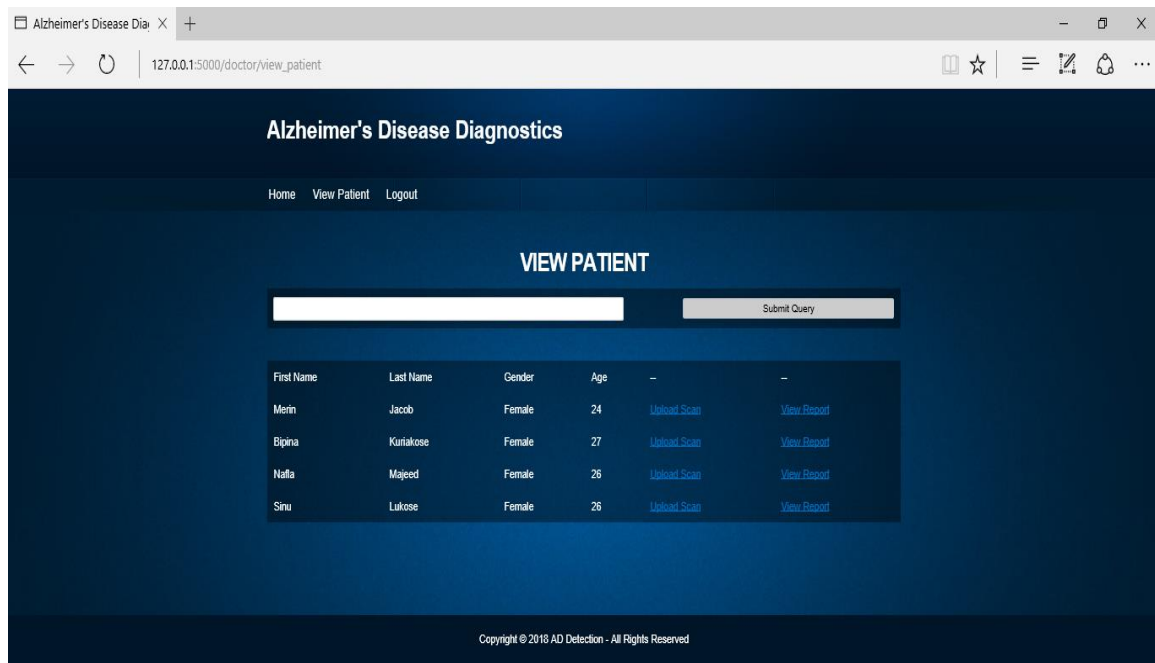 Alzheimer's Disease Dia
127.0.0.1:5000/doctor/view_patient
Alzheimer's Disease Diagnostics
Home View Patient Logout
VIEW PATIENT
Submit Query
First Name Last Name Gender Age – –
Merin Jacob Female 24 Upload Scan View Report
Bipina Kuriakose Female 27 Upload Scan View Report
Nafla Majeed Female 26 Upload Scan View Report
Sinu Lukose Female 26 Upload Scan View Report
Copyright © 2018 AD Detection - All Rights Reserved